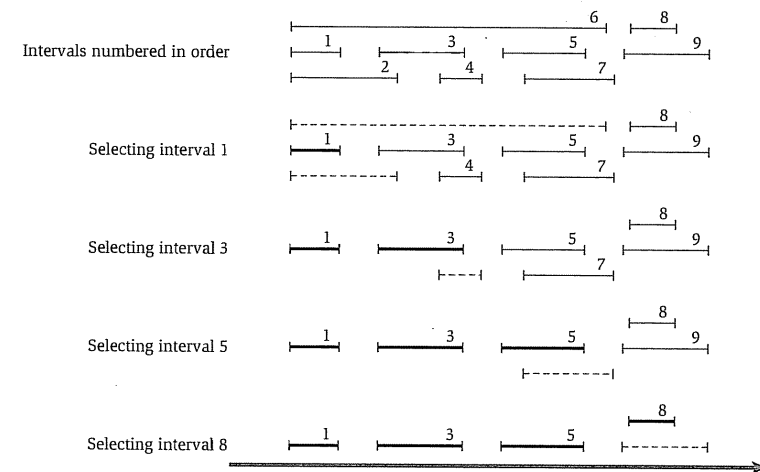 6 8
Intervals numbered in order 1 3 5 9
2 4 7
8
Selecting interval 1 1 3 5 9
4 7
8
Selecting interval 3 1 3 5 9
7
8
Selecting interval 5 1 3 5 9
8
Selecting interval 8 1 3 5